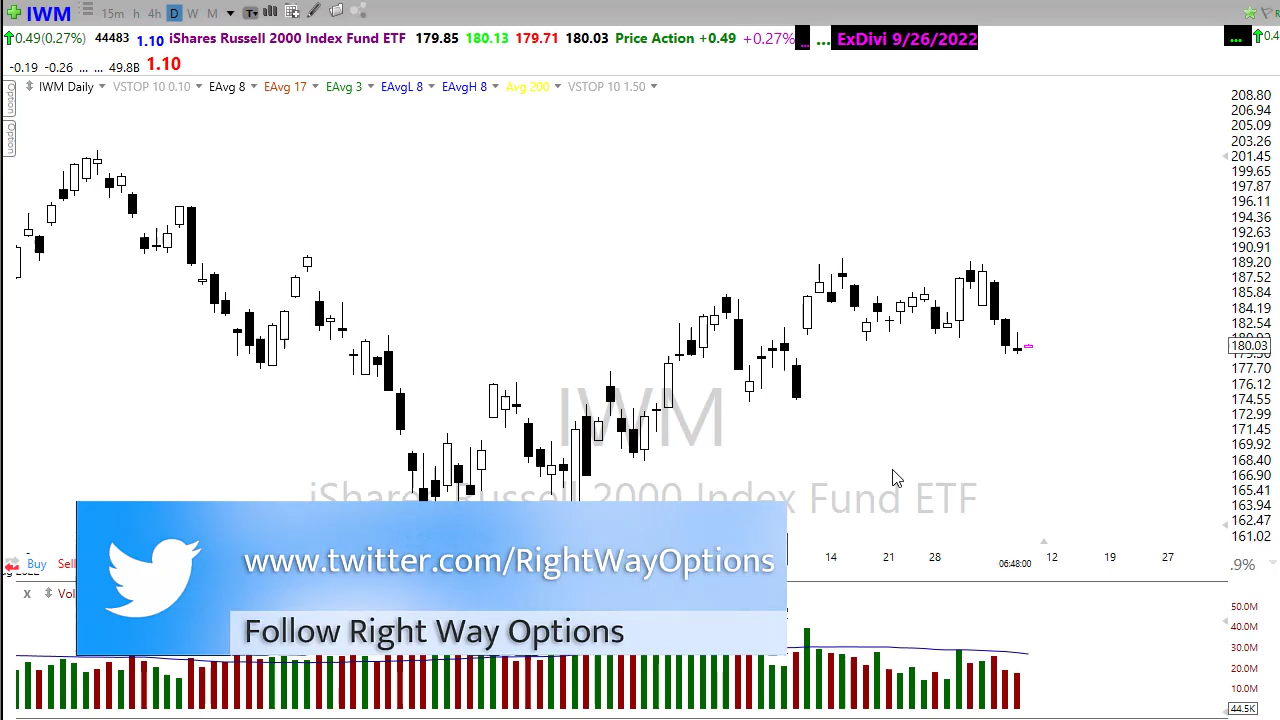 IWM 15m h 4h D W M T
0.49(0.27%) 44483 1.10 iShares Russell 2000 Index Fund ETF 179.85 180.13 179.71 180.03 Price Action +0.49 +0.27% ... ... ExDivi 9/26/2022 ... 0.4
-0.19 -0.26 ... ... 49.8B 1.10
Option
Option
IWM Daily VSTOP 10 0.10 EAvg 8 EAvg 17 EAvg 3 EAvgL 8 EAvgH 8 Avg 200 VSTOP 10 1.50
208.80
206.94
205.09
203.26
201.45
199.65
197.87
196.11
194.36
192.63
190.91
189.20
187.52
185.84
184.19
182.54
180.03
177.70
176.12
174.55
172.99
171.45
169.92
168.40
166.90
165.41
163.94
162.47
161.02
IWM
iShares Russell 2000 Index Fund ETF
Buy Sell
14 21 28 06:48:00 12 19 27
.9%
x Vol
www.twitter.com/RightWayOptions
Follow Right Way Options
50.0M
40.0M
30.0M
20.0M
10.0M
44.5K